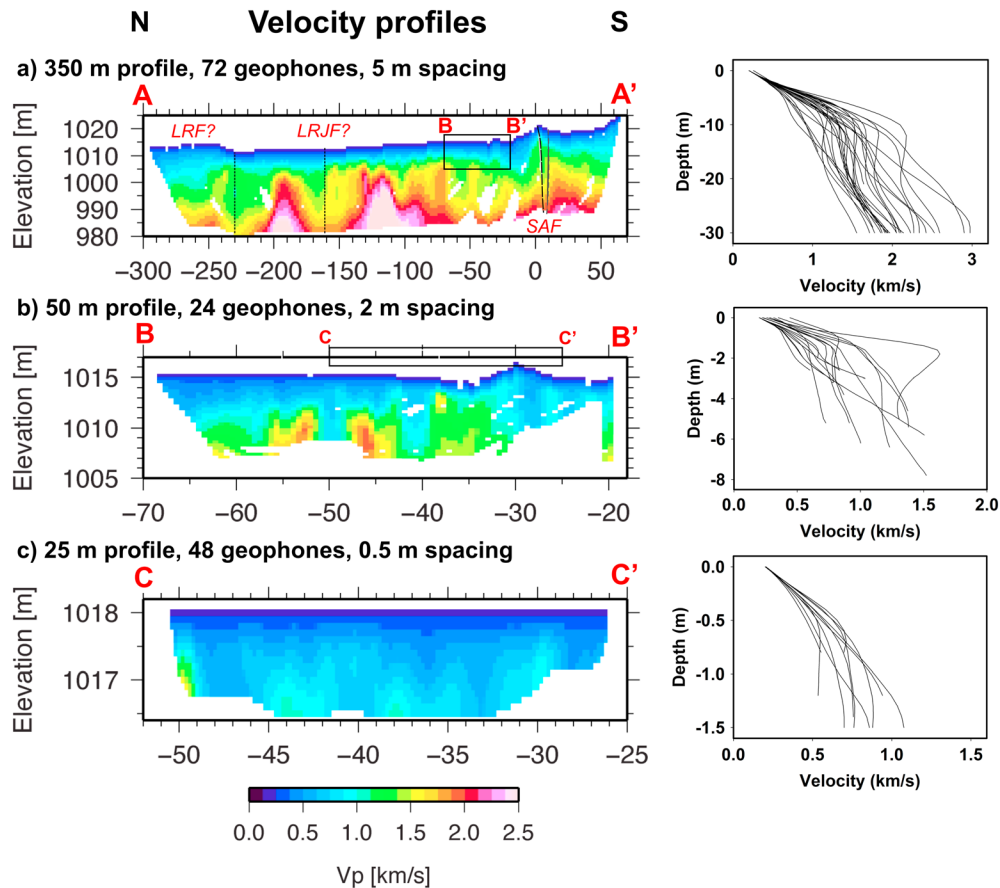 N Velocity profiles S
a) 350 m profile, 72 geophones, 5 m spacing
A A’
LRF? LRJF? B B’
SAF
Elevation [m]
1020
1010
1000
990
980
−300 −250 −200 −150 −100 −50 0 50
Depth (m)
0
-10
-20
-30
0 1 2 3
Velocity (km/s)
b) 50 m profile, 24 geophones, 2 m spacing
B B’
C C’
Elevation [m]
1015
1010
1005
−70 −60 −50 −40 −30 −20
Depth (m)
0
-2
-4
-6
-8
0.0 0.5 1.0 1.5 2.0
Velocity (km/s)
c) 25 m profile, 48 geophones, 0.5 m spacing
C C’
Elevation [m]
1018
1017
−50 −45 −40 −35 −30 −25
Depth (m)
0.0
-0.5
-1.0
-1.5
0.0 0.5 1.0 1.5
Velocity (km/s)
0.0 0.5 1.0 1.5 2.0 2.5
Vp [km/s]